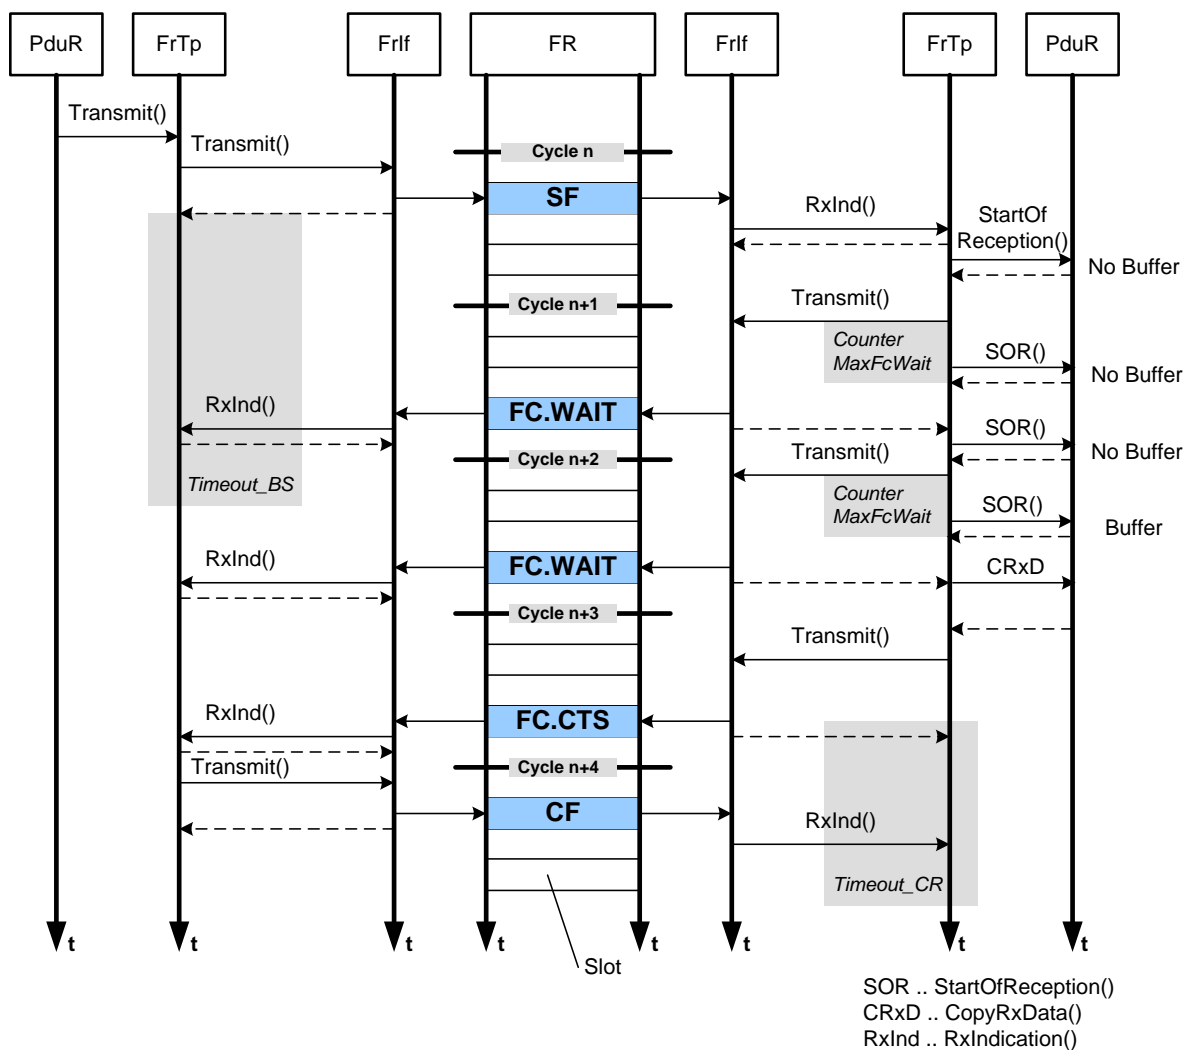 PduR
FrTp
FrIf
FR
FrIf
FrTp
PduR
Transmit()
Transmit()
Cycle n
SF
RxInd()
StartOf
Reception()
No Buffer
Cycle n+1
Transmit()
Counter
MaxFcWait
SOR()
No Buffer
RxInd()
FC.WAIT
SOR()
No Buffer
Cycle n+2
Transmit()
Timeout_BS
Counter
MaxFcWait
SOR()
Buffer
RxInd()
FC.WAIT
CRxD
Cycle n+3
Transmit()
RxInd()
FC.CTS
Transmit()
Cycle n+4
CF
RxInd()
Timeout_CR
t
t
t
t
t
t
t
t
Slot
SOR .. StartOfReception()
CRxD .. CopyRxData()
RxInd .. RxIndication()